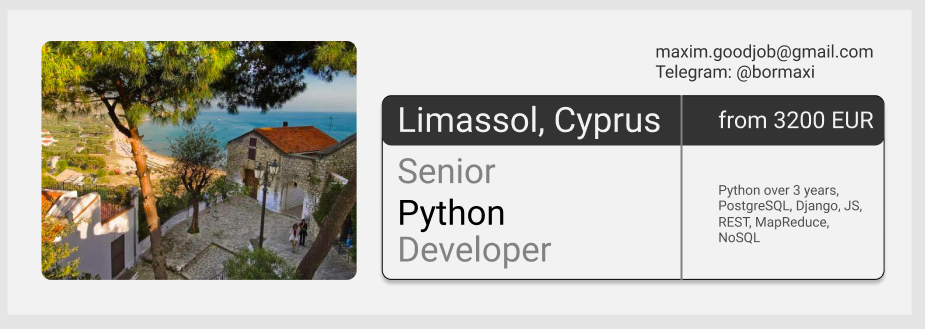 maxim.goodjob@gmail.com
Telegram: @bormaxi
Limassol, Cyprus
from 3200 EUR
Senior
Python
Developer
Python over 3 years,
PostgreSQL, Django, JS,
REST, MapReduce,
NoSQL